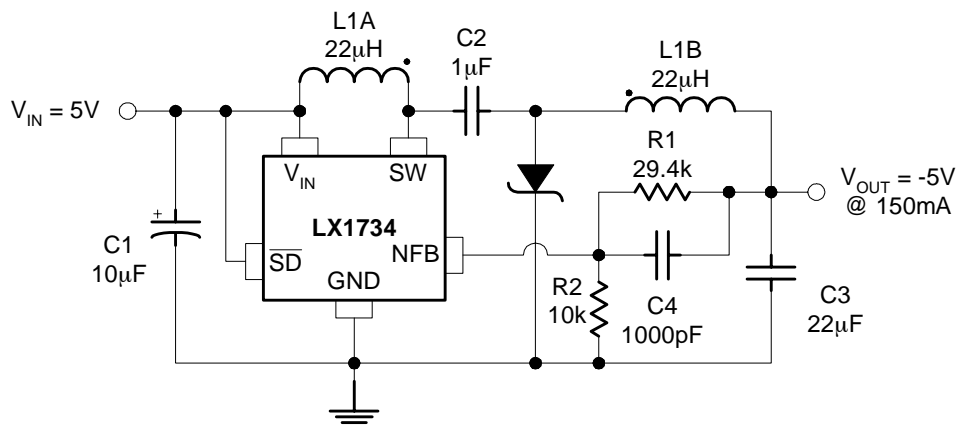 L1A
22µH
C2
1µF
L1B
22µH
V_IN = 5V
R1
29.4k
V_IN
SW
V_OUT = -5V
@ 150mA
LX1734
+
C1
10µF
SD
NFB
GND
R2
10k
C4
1000pF
C3
22µF